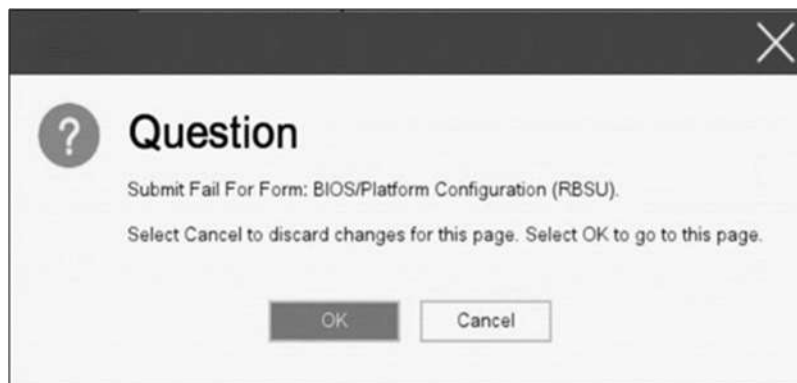 ?
Question
Submit Fail For Form: BIOS/Platform Configuration (RBSU).
Select Cancel to discard changes for this page. Select OK to go to this page.
OK
Cancel